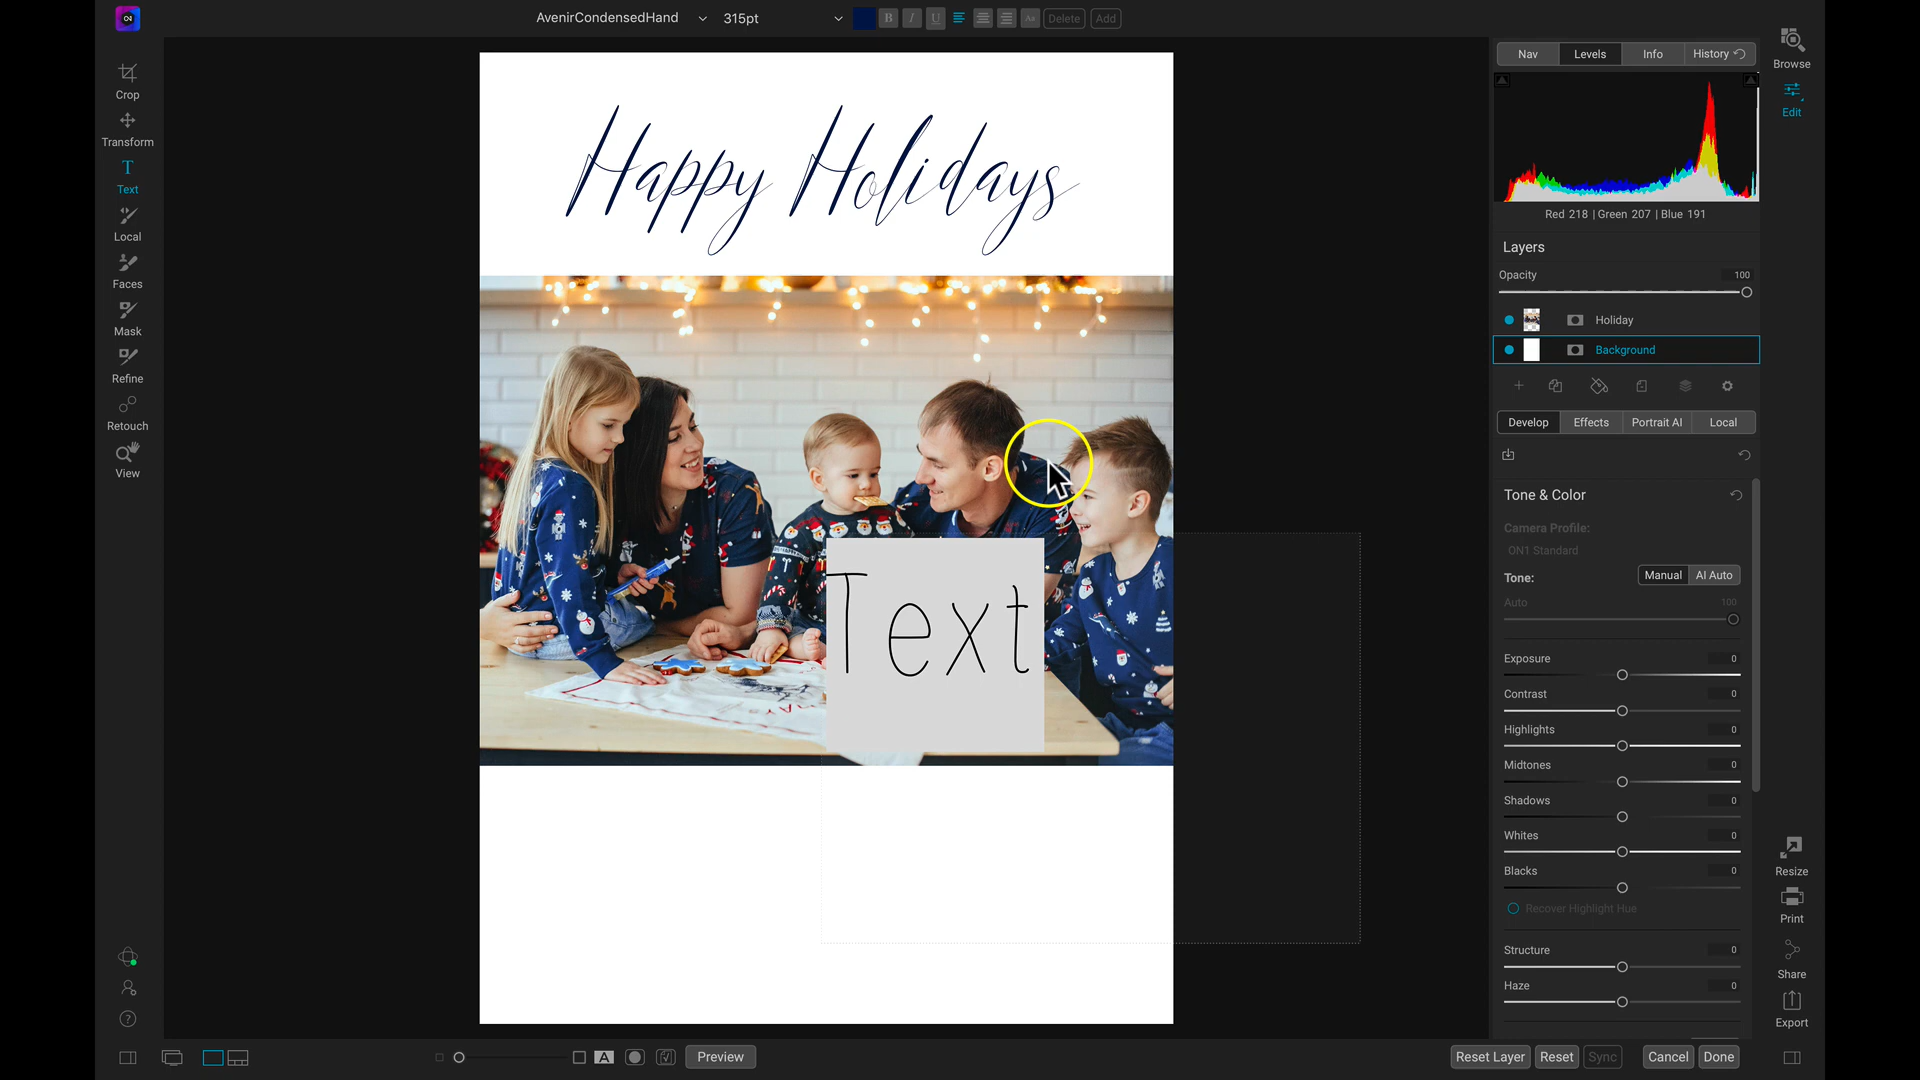 AvenirCondensedHand
315pt
B
I
U
Aa
Delete
Add
Crop
Transform
T
Text
Local
Faces
Mask
Refine
Retouch
View
?
Happy Holidays
Text
Nav
Levels
Info
History
Red 218 | Green 207 | Blue 191
Layers
Opacity
100
Holiday
Background
Develop
Effects
Portrait AI
Local
Tone & Color
Camera Profile:
ON1 Standard
Tone:
Manual
AI Auto
Auto
100
Exposure
0
Contrast
0
Highlights
0
Midtones
0
Shadows
0
Whites
0
Blacks
0
Recover Highlight Hue
Structure
0
Haze
0
Browse
Edit
Resize
Print
Share
Export
A
Preview
Reset Layer
Reset
Sync
Cancel
Done